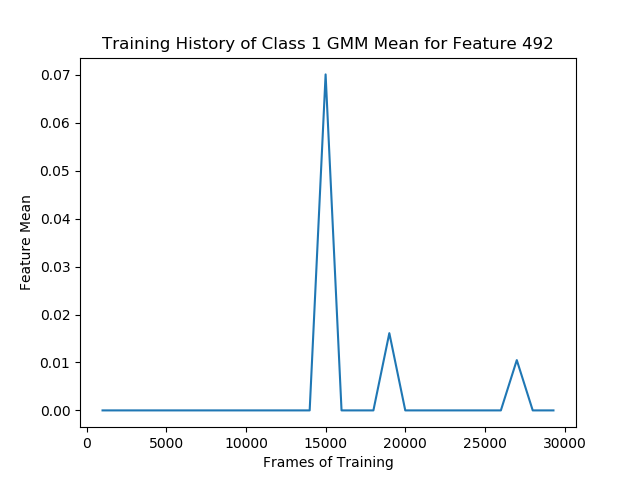 Training History of Class 1 GMM Mean for Feature 492
0.07
0.06
0.05
0.04
0.03
0.02
0.01
0.00
Feature Mean
0 5000 10000 15000 20000 25000 30000
Frames of Training